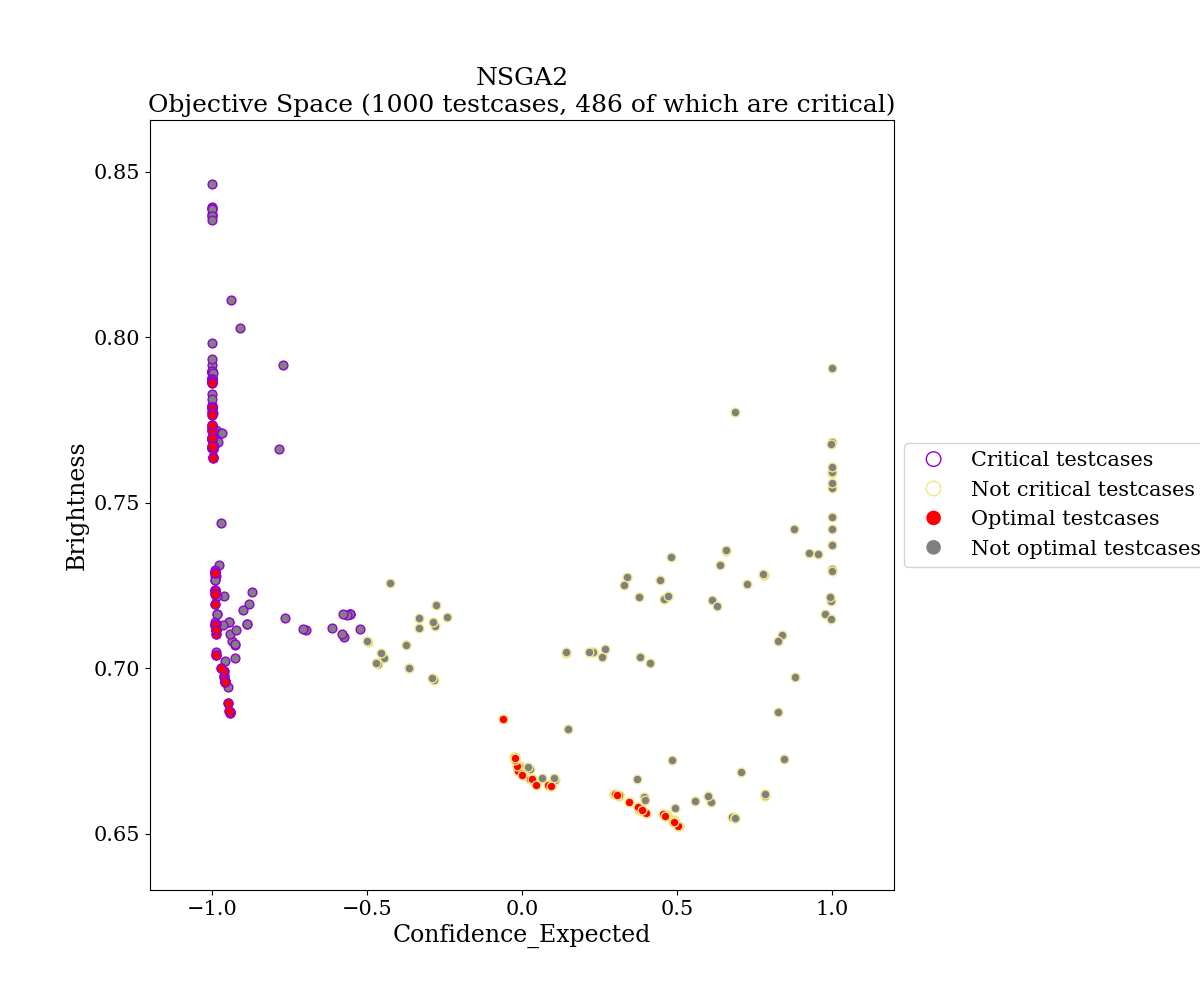 NSGA2
Objective Space (1000 testcases, 486 of which are critical)
0.85
0.80
0.75
0.70
0.65
Brightness
−1.0
−0.5
0.0
0.5
1.0
Confidence_Expected
Critical testcases
Not critical testcases
Optimal testcases
Not optimal testcases